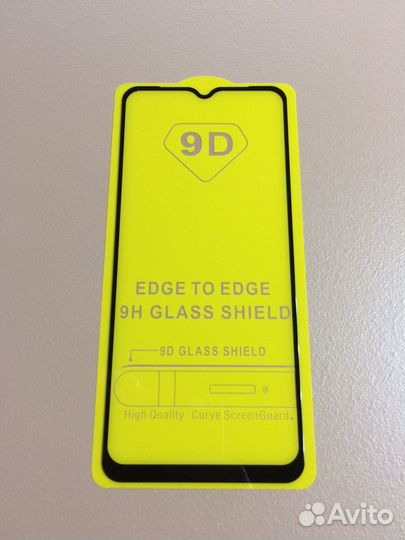 9D
EDGE TO EDGE
9H GLASS SHIELD
9D GLASS SHIELD
High Quality Curve ScreenGuard.
Avito